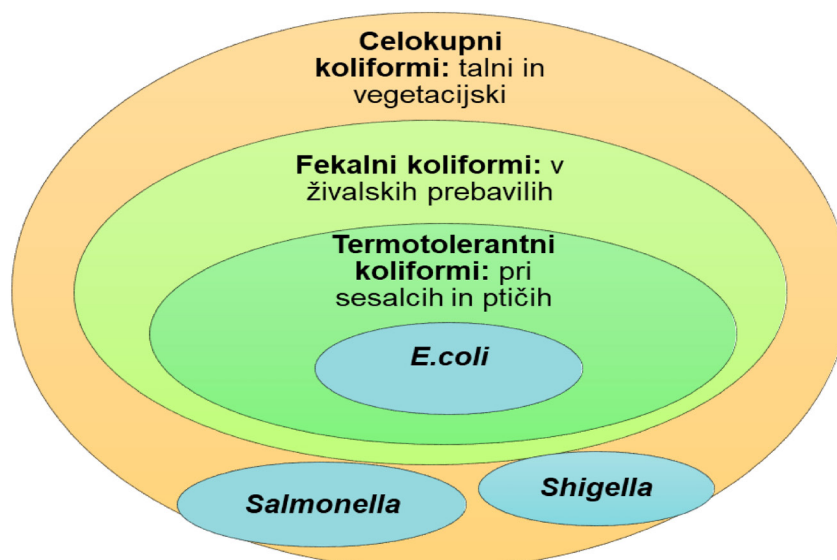 Celokupni
koliformi: talni in
vegetacijski
Fekalni koliformi: v
živalskih prebavilih
Termotolerantni
koliformi: pri
sesalcih in ptičih
E.coli
Salmonella
Shigella